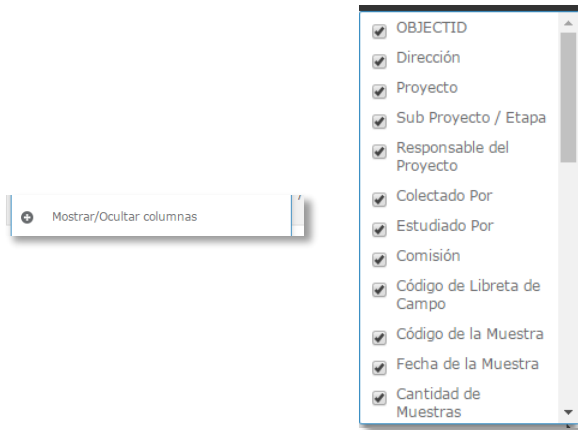 Mostrar/Ocultar columnas
OBJECTID
Dirección
Proyecto
Sub Proyecto / Etapa
Responsable del
Proyecto
Colectado Por
Estudiado Por
Comisión
Código de Libreta de
Campo
Código de la Muestra
Fecha de la Muestra
Cantidad de
Muestras